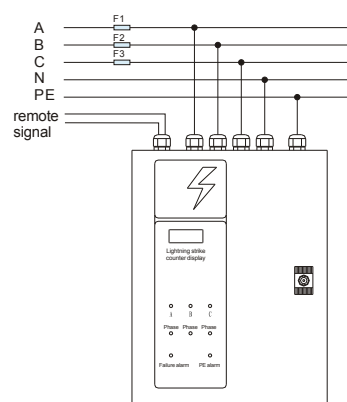 F1
A
F2
B
F3
C
N
PE
remote
signal
Lightning strike
counter display
A B C
Phase Phase Phase
Failure alarm PE alarm